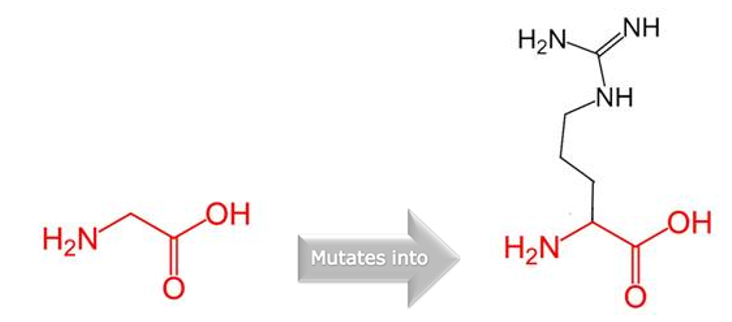 H₂N
OH
O
Mutates into
H₂N
NH
NH
H₂N
OH
O